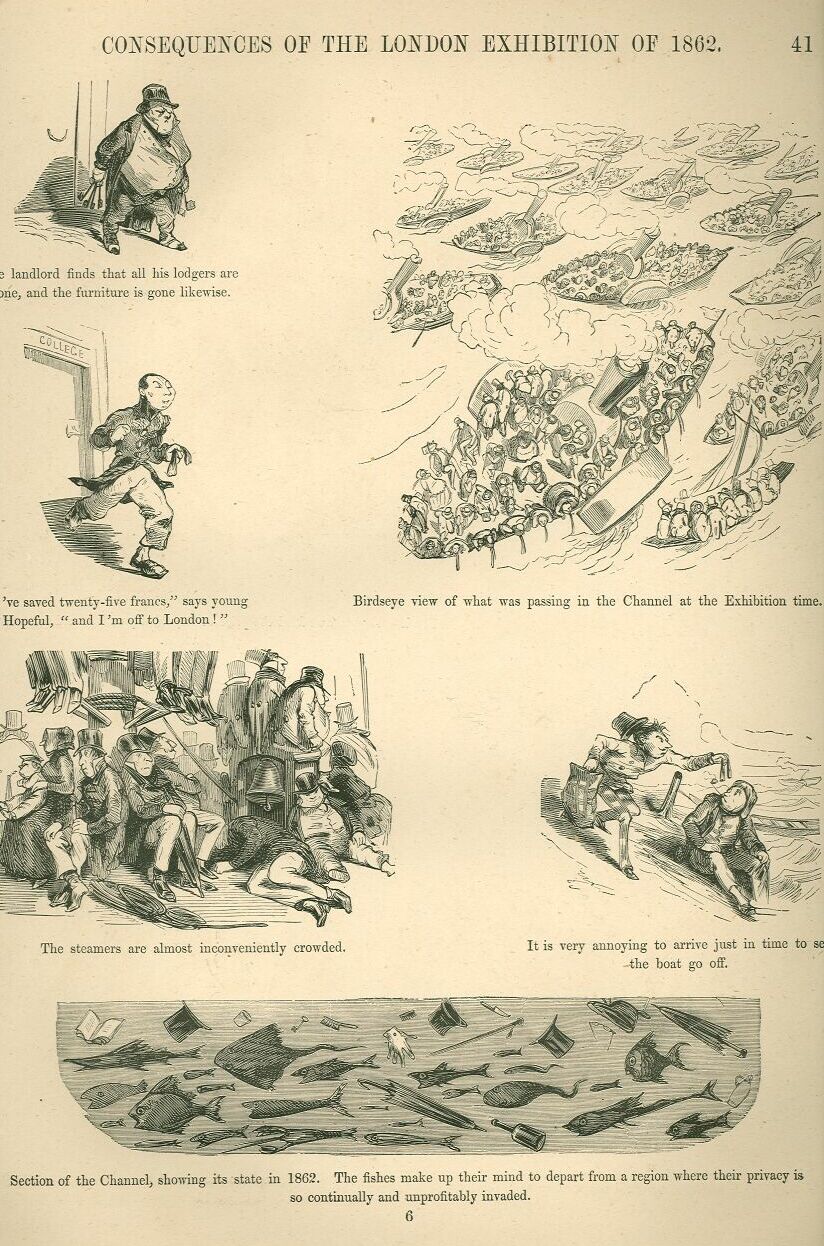 CONSEQUENCES OF THE LONDON EXHIBITION OF 1862. 41
e landlord finds that all his lodgers are
one, and the furniture is gone likewise.
COLLEGE
've saved twenty-five francs," says young
Hopeful, "and I'm off to London!"
Birdseye view of what was passing in the Channel at the Exhibition time.
The steamers are almost inconveniently crowded.
It is very annoying to arrive just in time to se
the boat go off.
Section of the Channel, showing its state in 1862. The fishes make up their mind to depart from a region where their privacy is
so continually and unprofitably invaded.
6